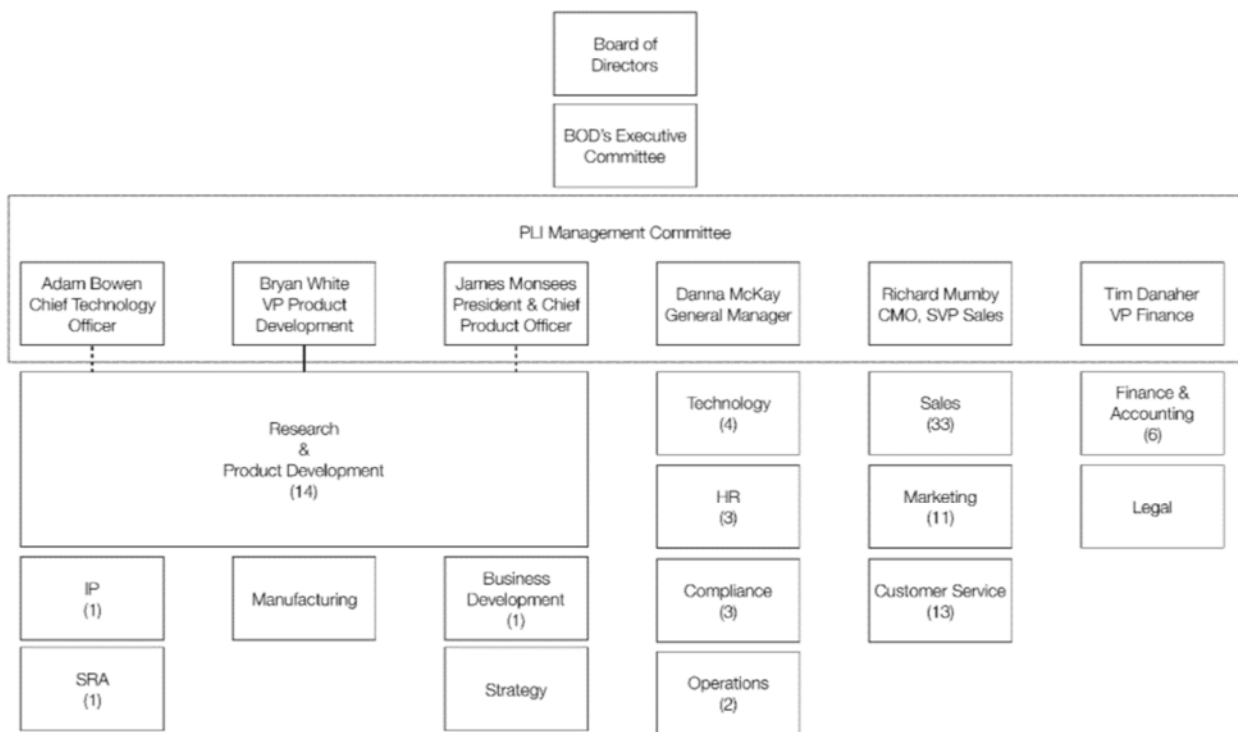 Board of
Directors
BOD's Executive
Committee
PLI Management Committee
Adam Bowen
Chief Technology
Officer
Bryan White
VP Product
Development
James Monsees
President & Chief
Product Officer
Danna McKay
General Manager
Richard Mumby
CMO, SVP Sales
Tim Danaher
VP Finance
Research
&
Product Development
(14)
Technology
(4)
Sales
(33)
Finance &
Accounting
(6)
HR
(3)
Marketing
(11)
Legal
IP
(1)
Manufacturing
Business
Development
(1)
Compliance
(3)
Customer Service
(13)
SRA
(1)
Strategy
Operations
(2)